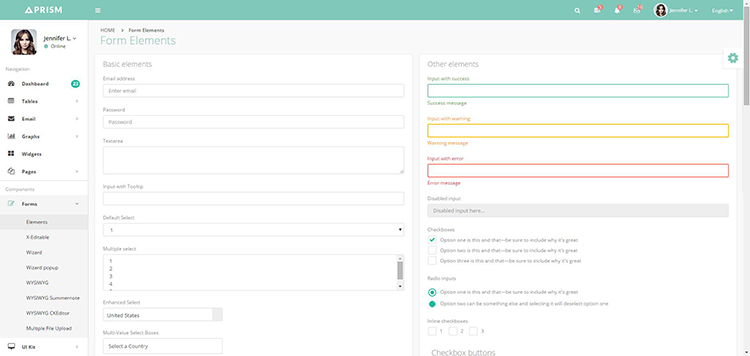 PRISM
Jennifer L.
English
Jennifer L.
Online
Navigation
Dashboard
22
Tables
Email
Graphs
Widgets
Pages
Components
Forms
Elements
X-Editable
Wizard
Wizard popup
WYSIWYG
WYSIWYG Summernote
WYSIWYG CKEditor
Multiple File Upload
UI Kit
HOME > Form Elements
Form Elements
Basic elements
Email address
Enter email
Password
Password
Textarea
Input with Tooltip
Default Select
1
Multiple select
1
2
3
4
Enhanced Select
United States
Multi-Value Select Boxes
Select a Country
Other elements
Input with success
Success message
Input with warning
Warning message
Input with error
Error message
Disabled input
Disabled input here...
Checkboxes
Option one is this and that—be sure to include why it's great
Option two is this and that—be sure to include why it's great
Option three is this and that—be sure to include why it's great
Radio inputs
Option one is this and that—be sure to include why it's great
Option two can be something else and selecting it will deselect option one
Inline checkboxes
1 2 3
Checkbox buttons